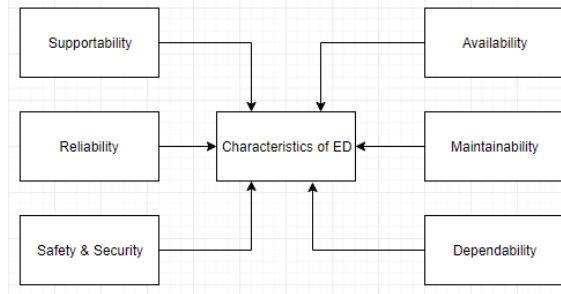 Supportability
Availability
Reliability
Characteristics of ED
Maintainability
Safety & Security
Dependability